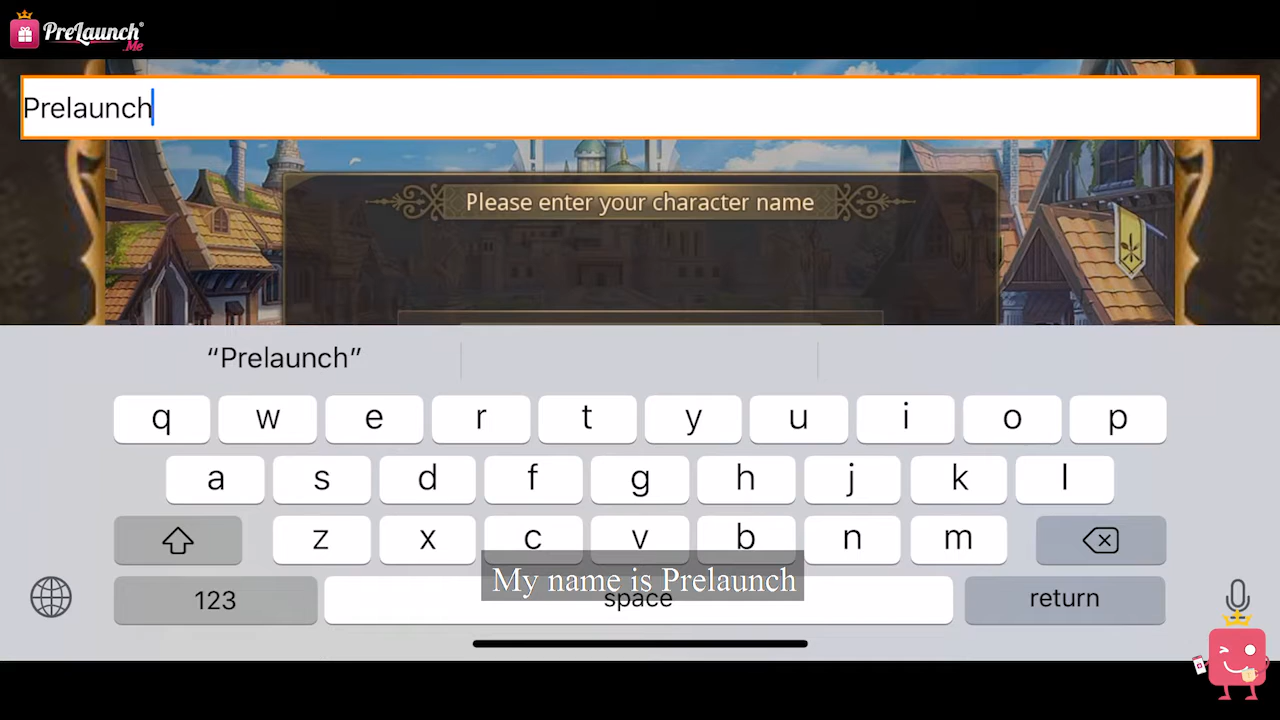 PreLaunch®
.Me
Prelaunch
Please enter your character name
“Prelaunch”
q w e r t y u i o p
a s d f g h j k l
z x c v b n m
My name is Prelaunch
123 space return